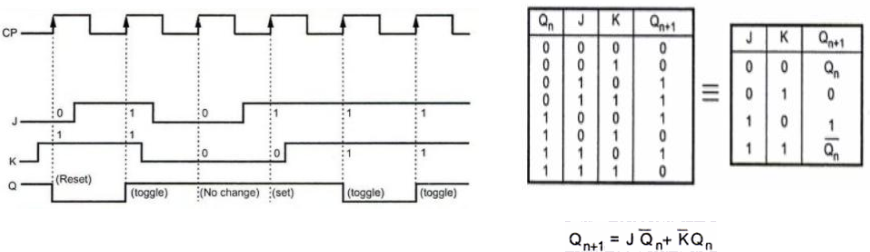 CP
J 0 1 0 1 1 1
K 1 1 0 0 1 1
Q (Reset) (toggle) (No change) (set) (toggle) (toggle)
Qn J K Qn+1
0 0 0 0
0 0 1 0
0 1 0 1
0 1 1 1
1 0 0 1
1 0 1 0
1 1 0 1
1 1 1 0
≡
J K Qn+1
0 0 Qn
0 1 0
1 0 1
1 1 Q̅n
Qn+1 = J Q̅n + K̅ Qn